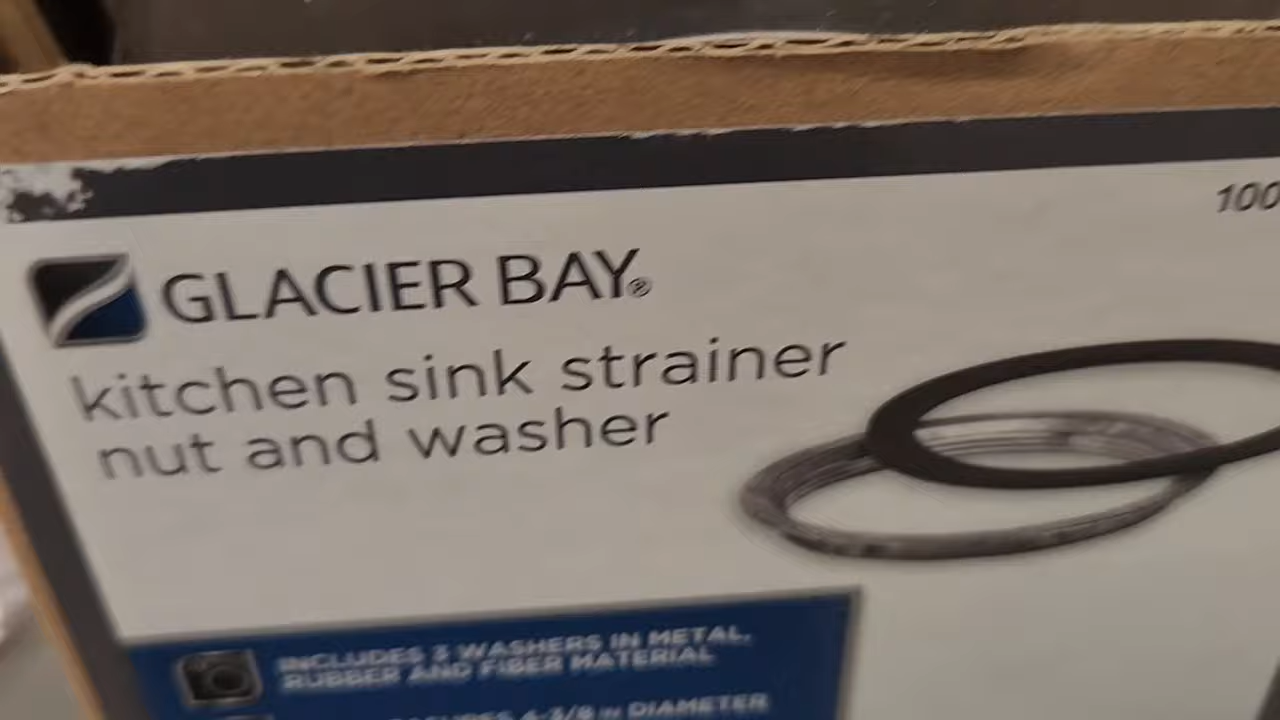 100
GLACIER BAY®
kitchen sink strainer
nut and washer
INCLUDES 3 WASHERS IN METAL,
RUBBER AND FIBER MATERIAL
4-3/8 IN DIAMETER